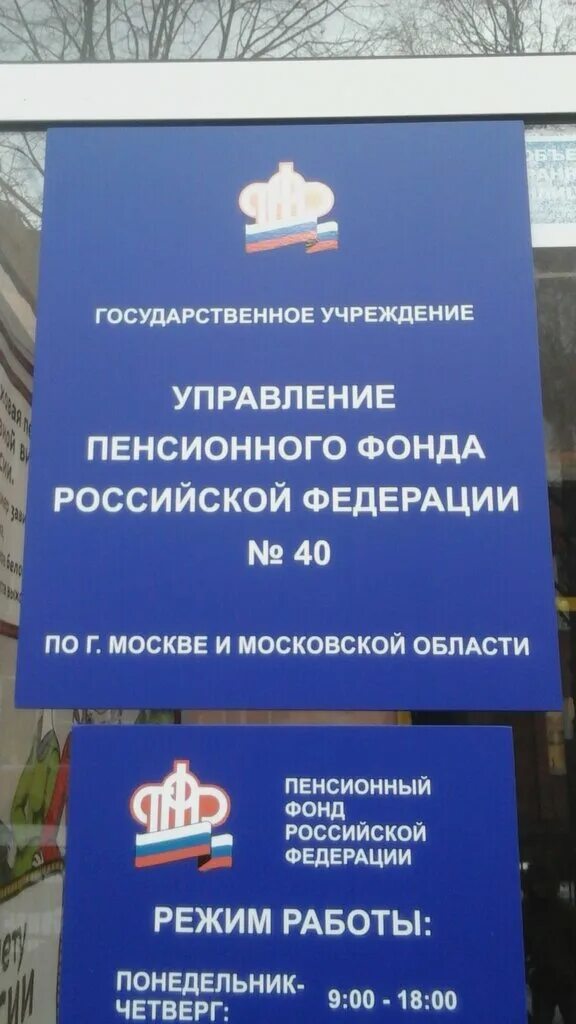 ГОСУДАРСТВЕННОЕ УЧРЕЖДЕНИЕ
УПРАВЛЕНИЕ
ПЕНСИОННОГО ФОНДА
РОССИЙСКОЙ ФЕДЕРАЦИИ
№ 40
ПО Г. МОСКВЕ И МОСКОВСКОЙ ОБЛАСТИ
ПЕНСИОННЫЙ
ФОНД
РОССИЙСКОЙ
ФЕДЕРАЦИИ
РЕЖИМ РАБОТЫ:
ПОНЕДЕЛЬНИК-
ЧЕТВЕРГ: 9:00 - 18:00